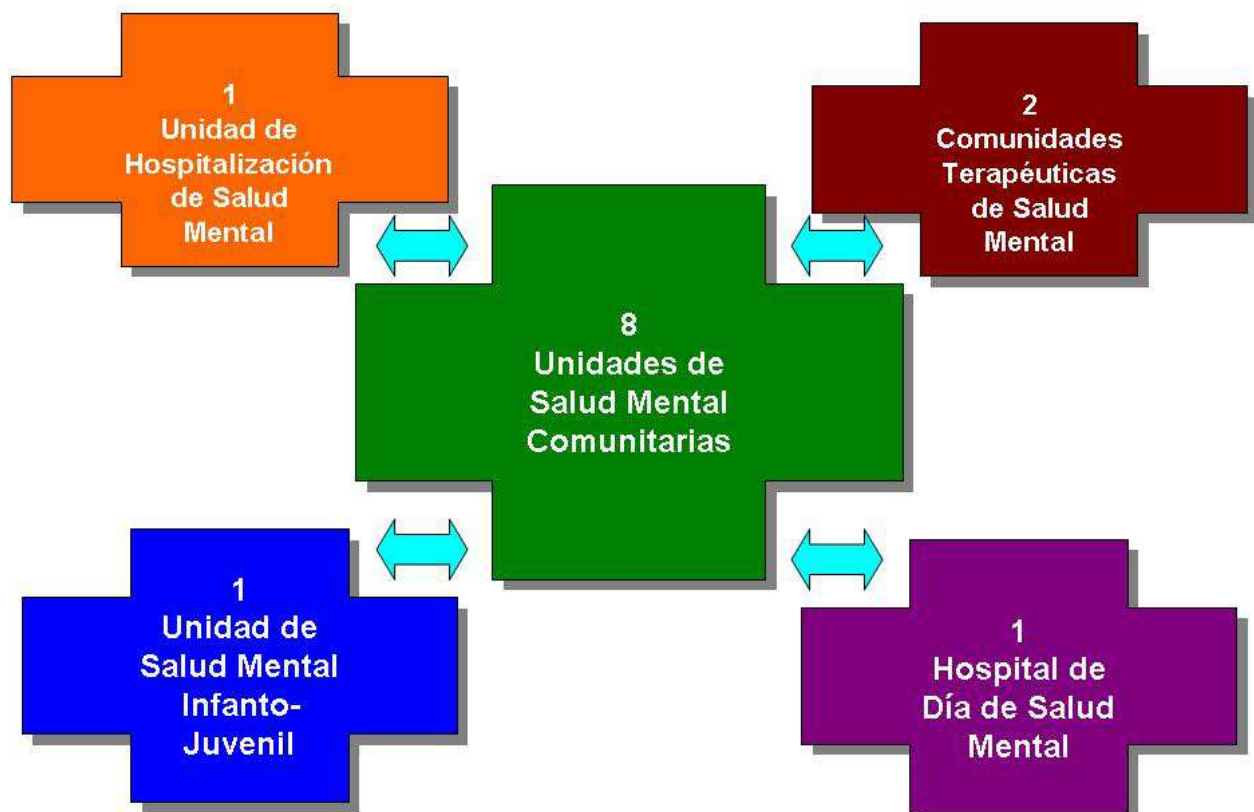 1
Unidad de
Hospitalización
de Salud
Mental
2
Comunidades
Terapéuticas
de Salud
Mental
8
Unidades de
Salud Mental
Comunitarias
1
Unidad de
Salud Mental
Infanto-
Juvenil
1
Hospital de
Día de Salud
Mental